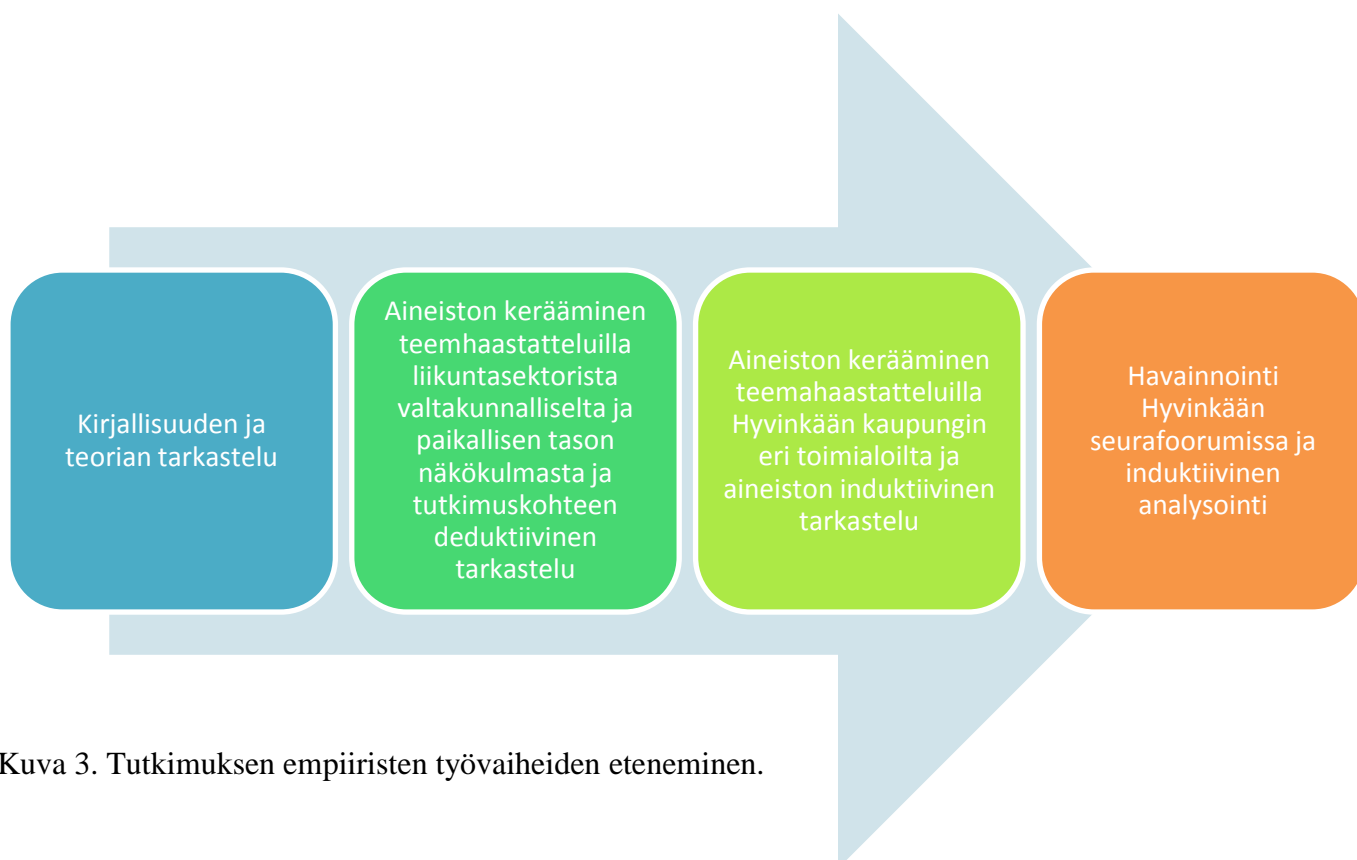 Kirjallisuuden ja
teorian tarkastelu
Aineiston kerääminen
teemhaastatteluilla
liikuntasektorista
valtakunnalliselta ja
paikallisen tason
näkökulmasta ja
tutkimuskohteen
deduktiivinen
tarkastelu
Aineiston kerääminen
teemahaastatteluilla
Hyvinkään kaupungin
eri toimialoilta ja
aineiston induktiivinen
tarkastelu
Havainnointi
Hyvinkään
seurafoorumissa ja
induktiivinen
analysointi
Kuva 3. Tutkimuksen empiiristen työvaiheiden eteneminen.